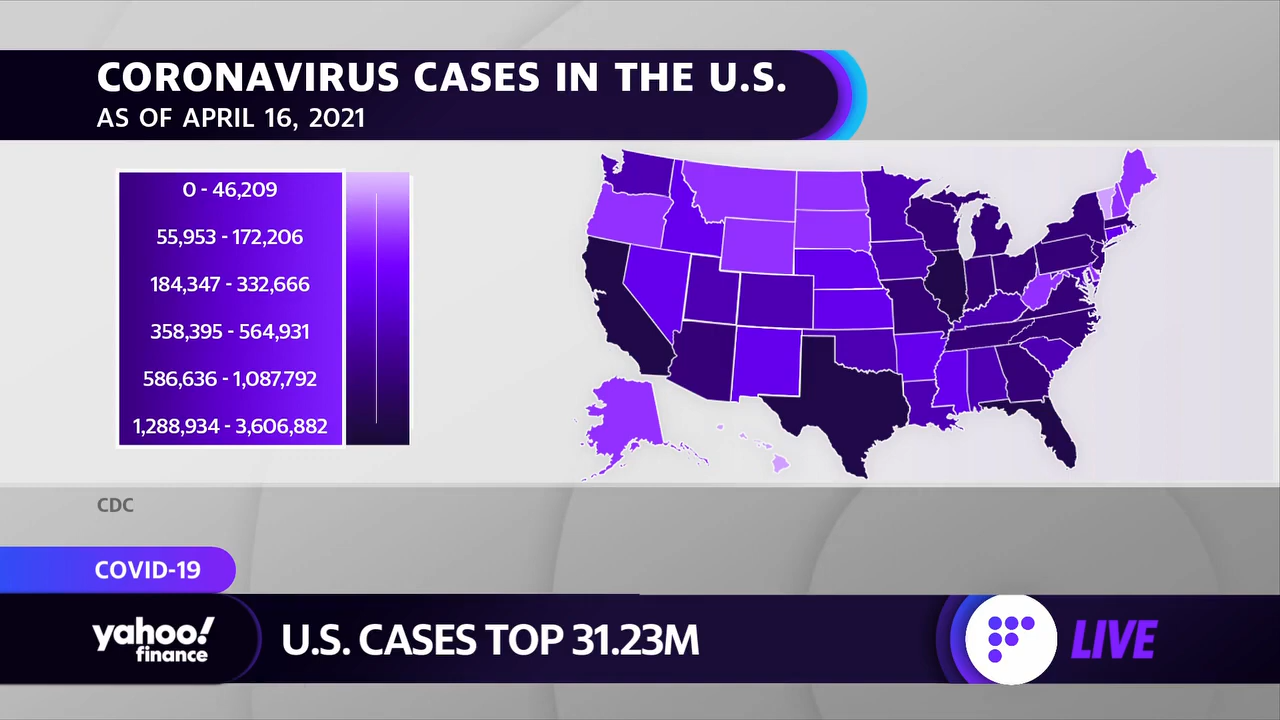 CORONAVIRUS CASES IN THE U.S.
AS OF APRIL 16, 2021
0 - 46,209
55,953 - 172,206
184,347 - 332,666
358,395 - 564,931
586,636 - 1,087,792
1,288,934 - 3,606,882
CDC
COVID-19
yahoo!
finance
U.S. CASES TOP 31.23M
LIVE